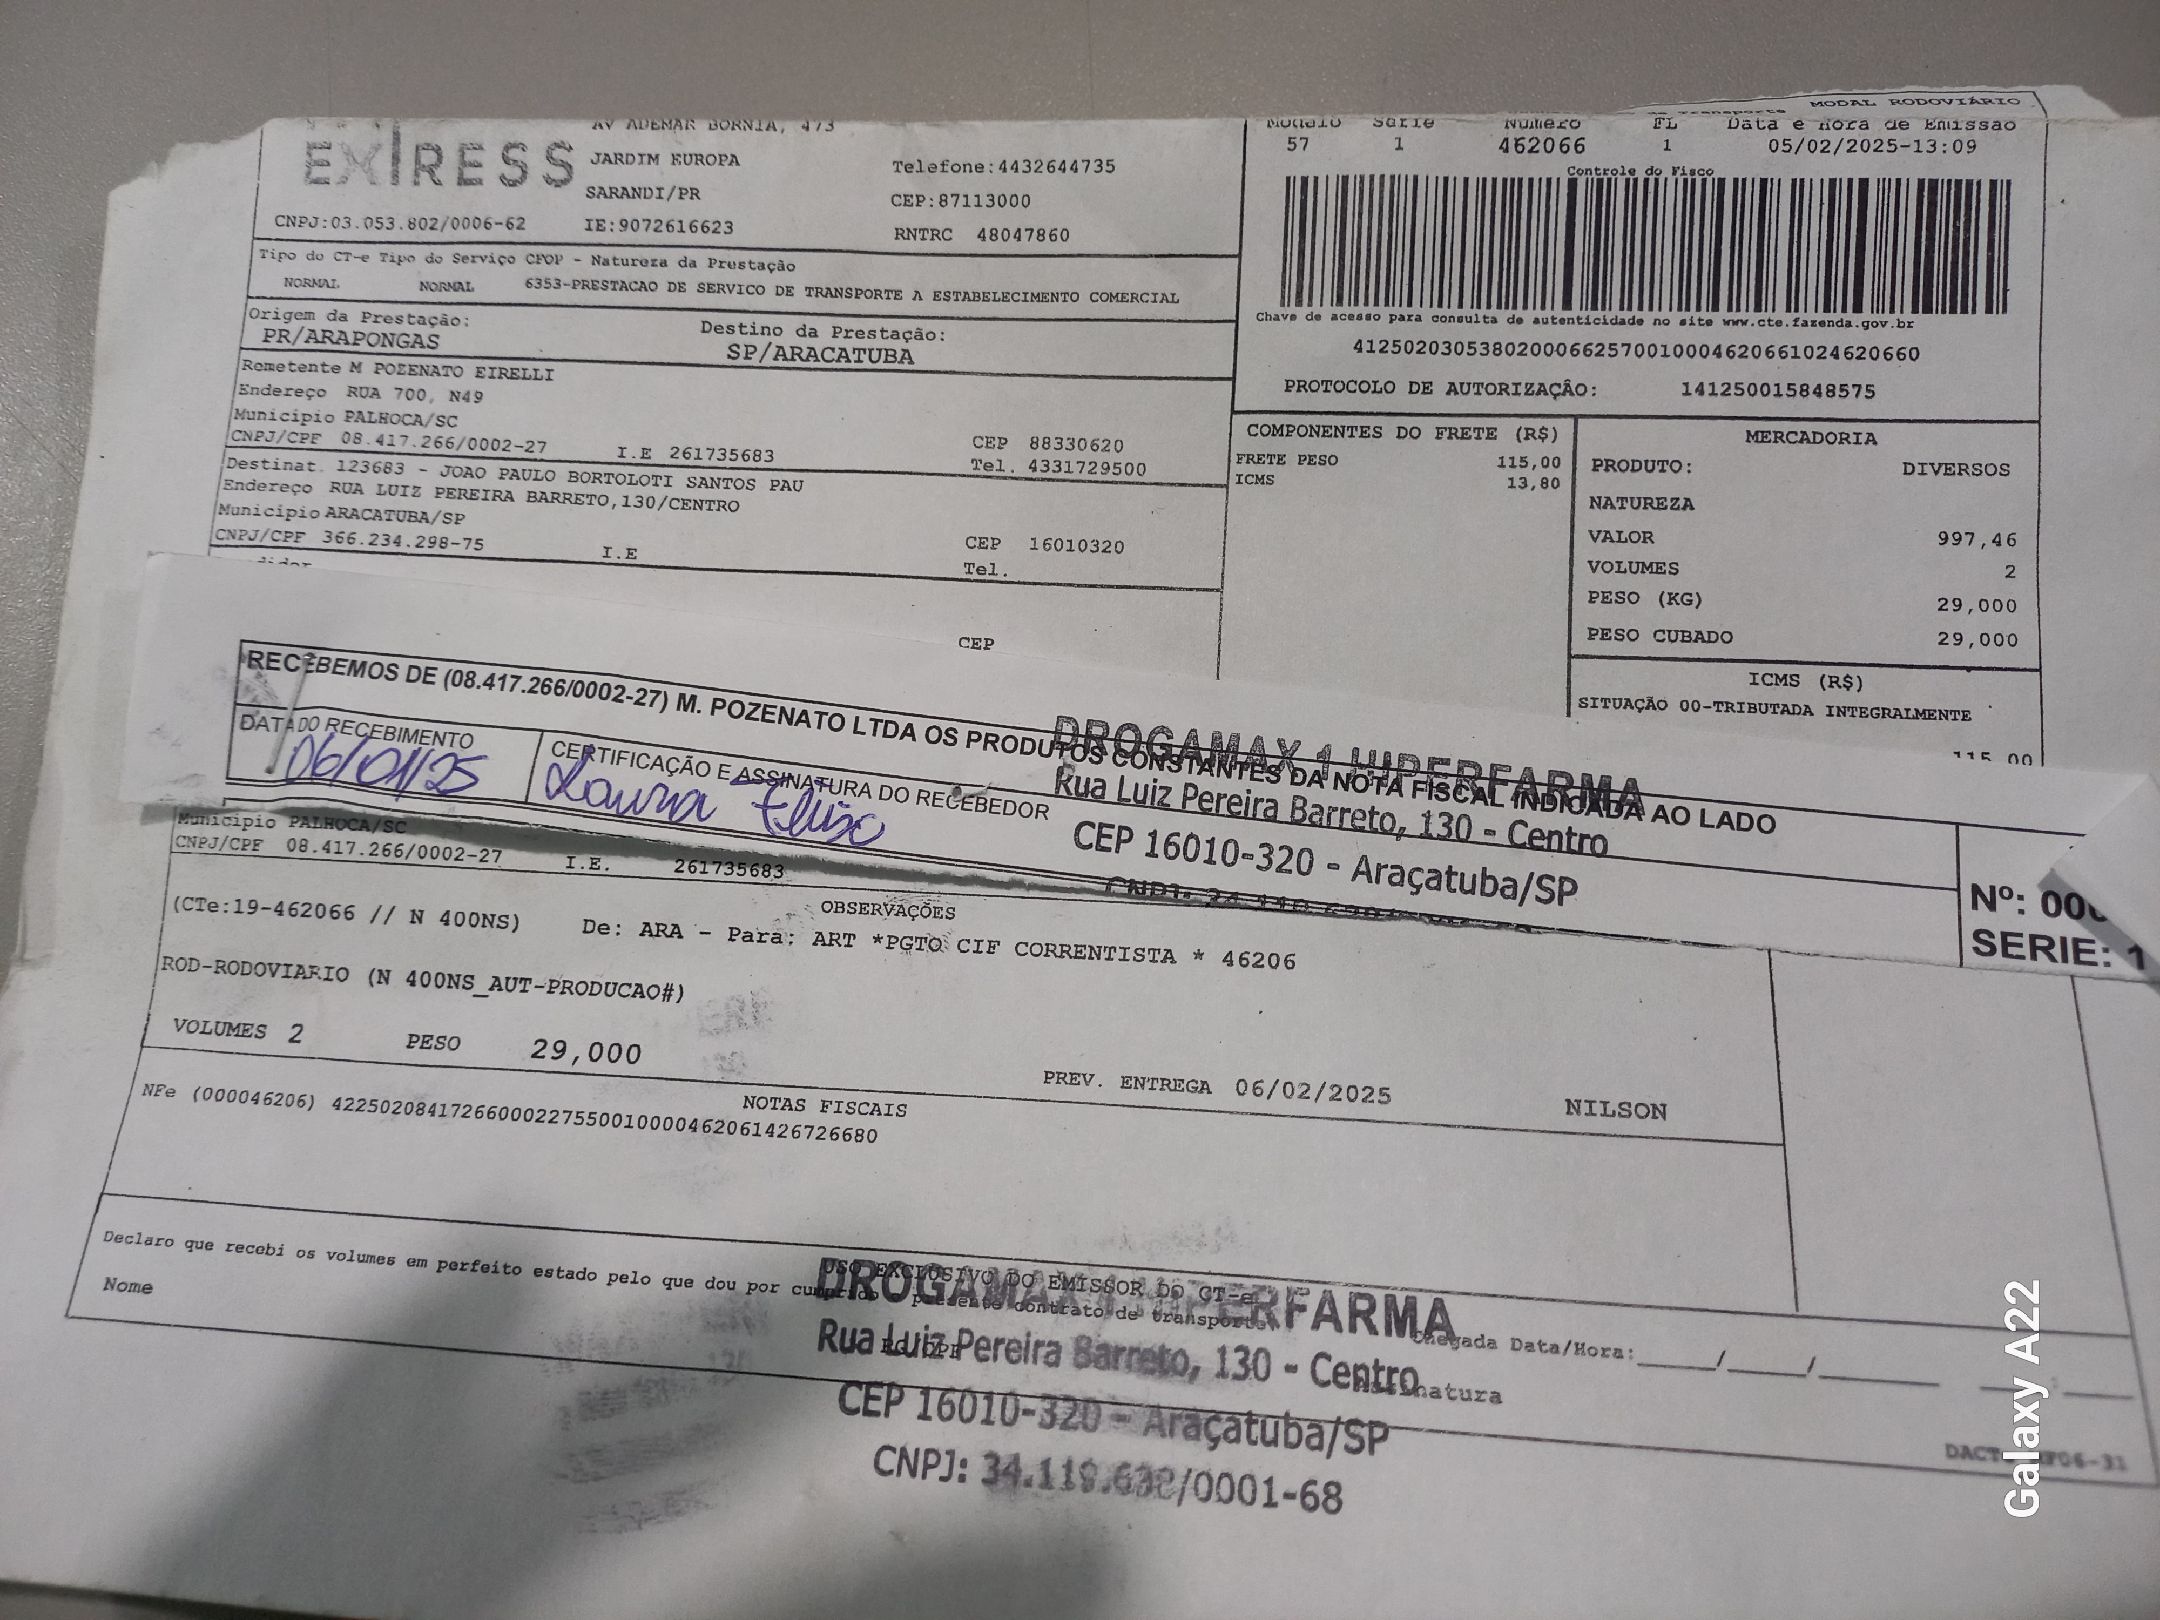 MODAL RODOVIÁRIO
AV ADEMAR BORNIA, 473
JARDIM EUROPA
SARANDI/PR
CNPJ:03.053.802/0006-62 IE:9072616623
Telefone:4432644735
CEP:87113000
RNTRC 48047860
Modelo Série Número FL Data e Hora de Emissão
57 1 462066 1 05/02/2025-13:09
Controle do Fisco
Chave de acesso para consulta de autenticidade no site www.cte.fazenda.gov.br
41250203053802000662570010004620661024620660
PROTOCOLO DE AUTORIZAÇÃO: 141250015848575
Tipo do CT-e Tipo do Serviço CFOP - Natureza da Prestação
NORMAL NORMAL 6353-PRESTACAO DE SERVICO DE TRANSPORTE A ESTABELECIMENTO COMERCIAL
Origem da Prestação: Destino da Prestação:
PR/ARAPONGAS SP/ARACATUBA
Remetente M POZENATO EIRELLI
Endereço RUA 700, N49
Município PALHOCA/SC
CNPJ/CPF 08.417.266/0002-27 I.E 261735683
CEP 88330620
Tel. 4331729500
Destinat. 123683 - JOAO PAULO BORTOLOTI SANTOS PAU
Endereço RUA LUIZ PEREIRA BARRETO,130/CENTRO
Município ARACATUBA/SP
CNPJ/CPF 366.234.298-75 I.E
CEP 16010320
Tel.
CEP
COMPONENTES DO FRETE (R$)
FRETE PESO 115,00
ICMS 13,80
MERCADORIA
PRODUTO: DIVERSOS
NATUREZA
VALOR 997,46
VOLUMES 2
PESO (KG) 29,000
PESO CUBADO 29,000
ICMS (R$)
SITUAÇÃO 00-TRIBUTADA INTEGRALMENTE
115,00
RECEBEMOS DE (08.417.266/0002-27) M. POZENATO LTDA OS PRODUTOS CONSTANTES DA NOTA FISCAL INDICADA AO LADO
DATA DO RECEBIMENTO
06/01/25
CERTIFICAÇÃO E ASSINATURA DO RECEBEDOR
Laura
DROGAMAX 1 HIPERFARMA
Rua Luiz Pereira Barreto, 130 - Centro
CEP 16010-320 - Araçatuba/SP
Nº: 000
SERIE: 1
Município PALHOCA/SC
CNPJ/CPF 08.417.266/0002-27 I.E. 261735683
OBSERVAÇÕES
(CTe:19-462066 // N 400NS) De: ARA - Para: ART *PGTO CIF CORRENTISTA * 46206
ROD-RODOVIARIO (N 400NS_AUT-PRODUCAO#)
VOLUMES 2 PESO 29,000
PREV. ENTREGA 06/02/2025
NILSON
NOTAS FISCAIS
NFe (000046206) 42250208417266000227550010000462061426726680
USO EXCLUSIVO DO EMISSOR DO CT-e
Declaro que recebi os volumes em perfeito estado pelo que dou por cumprido o presente contrato de transporte
Nome
Chegada Data/Hora:____/____/____
Assinatura
DROGAMAX 1 HIPERFARMA
Rua Luiz Pereira Barreto, 130 - Centro
CEP 16010-320 - Araçatuba/SP
CNPJ: /0001-68
Galaxy A22